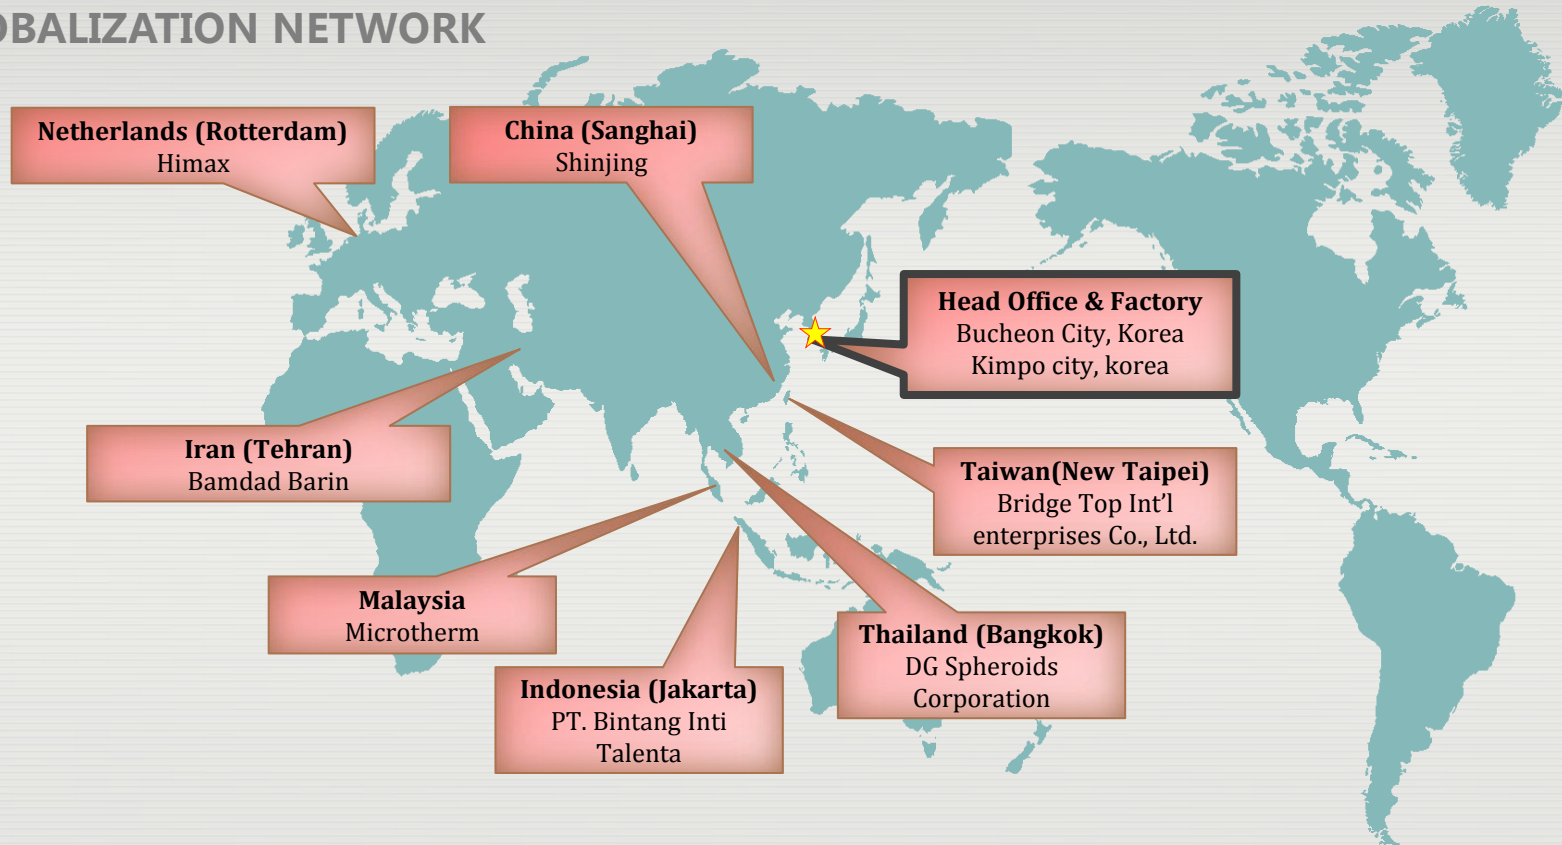 OBALIZATION NETWORK
Netherlands (Rotterdam)
Himax
China (Sanghai)
Shinjing
Head Office & Factory
Bucheon City, Korea
Kimpo city, korea
Iran (Tehran)
Bamdad Barin
Taiwan(New Taipei)
Bridge Top Int’l
enterprises Co., Ltd.
Malaysia
Microtherm
Thailand (Bangkok)
DG Spheroids
Corporation
Indonesia (Jakarta)
PT. Bintang Inti
Talenta